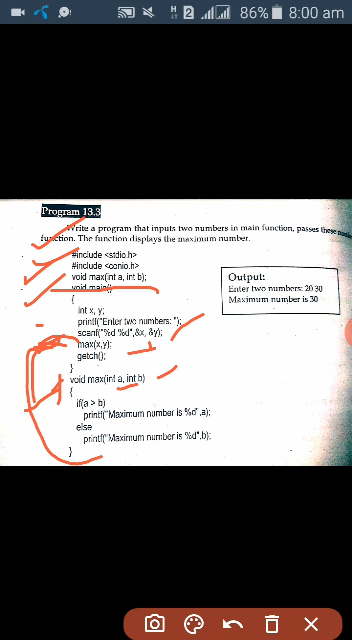 H 2 86% 8:00 am
Program 13.3
Write a program that inputs two numbers in main function, passes these
function. The function displays the maximum number.
#include <stdio.h>
#include <conio.h>
void max(int a, int b);
void main()
{
int x, y;
printf("Enter two numbers: ");
scanf("%d %d",&x, &y);
max(x,y);
getch();
}
void max(int a, int b)
{
if(a > b)
printf("Maximum number is %d",a);
else
printf("Maximum number is %d",b);
}
Output:
Enter two numbers: 20 30
Maximum number is 30